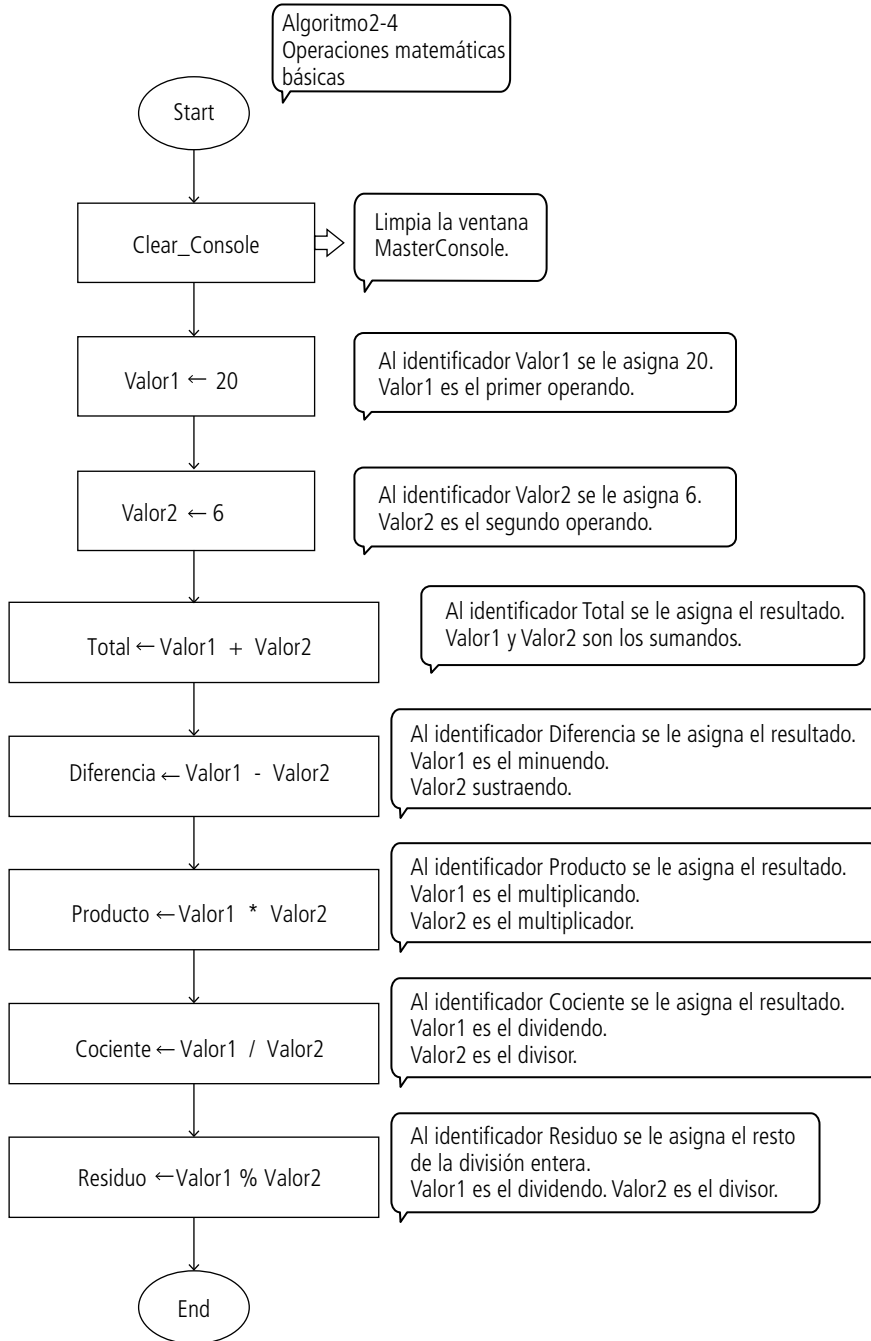 Algoritmo2-4
Operaciones matemáticas
básicas
Start
Clear_Console
Limpia la ventana
MasterConsole.
Valor1 ← 20
Al identificador Valor1 se le asigna 20.
Valor1 es el primer operando.
Valor2 ← 6
Al identificador Valor2 se le asigna 6.
Valor2 es el segundo operando.
Total ← Valor1 + Valor2
Al identificador Total se le asigna el resultado.
Valor1 y Valor2 son los sumandos.
Diferencia ← Valor1 - Valor2
Al identificador Diferencia se le asigna el resultado.
Valor1 es el minuendo.
Valor2 sustraendo.
Producto ← Valor1 * Valor2
Al identificador Producto se le asigna el resultado.
Valor1 es el multiplicando.
Valor2 es el multiplicador.
Cociente ← Valor1 / Valor2
Al identificador Cociente se le asigna el resultado.
Valor1 es el dividendo.
Valor2 es el divisor.
Residuo ← Valor1 % Valor2
Al identificador Residuo se le asigna el resto
de la división entera.
Valor1 es el dividendo. Valor2 es el divisor.
End